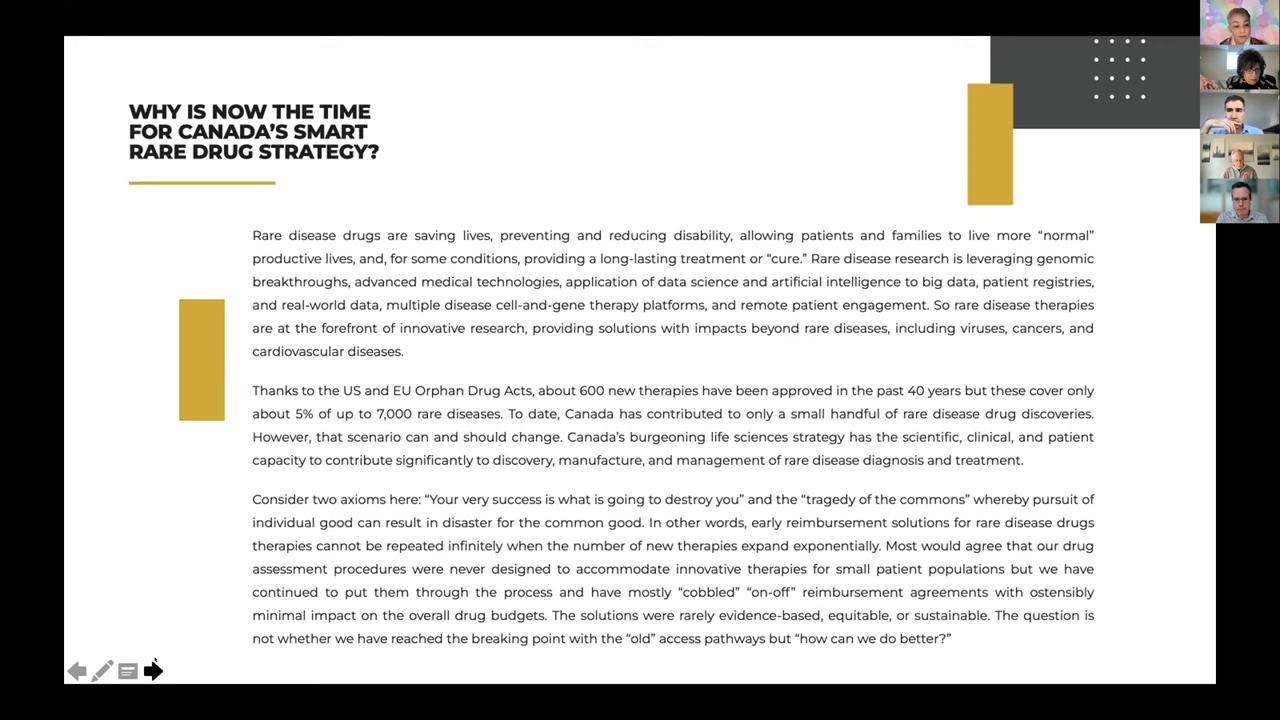 WHY IS NOW THE TIME
FOR CANADA'S SMART
RARE DRUG STRATEGY?
Rare disease drugs are saving lives, preventing and reducing disability, allowing patients and families to live more “normal”
productive lives, and, for some conditions, providing a long-lasting treatment or “cure.” Rare disease research is leveraging genomic
breakthroughs, advanced medical technologies, application of data science and artificial intelligence to big data, patient registries,
and real-world data, multiple disease cell-and-gene therapy platforms, and remote patient engagement. So rare disease therapies
are at the forefront of innovative research, providing solutions with impacts beyond rare diseases, including viruses, cancers, and
cardiovascular diseases.
Thanks to the US and EU Orphan Drug Acts, about 600 new therapies have been approved in the past 40 years but these cover only
about 5% of up to 7,000 rare diseases. To date, Canada has contributed to only a small handful of rare disease drug discoveries.
However, that scenario can and should change. Canada’s burgeoning life sciences strategy has the scientific, clinical, and patient
capacity to contribute significantly to discovery, manufacture, and management of rare disease diagnosis and treatment.
Consider two axioms here: “Your very success is what is going to destroy you” and the “tragedy of the commons” whereby pursuit of
individual good can result in disaster for the common good. In other words, early reimbursement solutions for rare disease drugs
therapies cannot be repeated infinitely when the number of new therapies expand exponentially. Most would agree that our drug
assessment procedures were never designed to accommodate innovative therapies for small patient populations but we have
continued to put them through the process and have mostly “cobbled” “on-off” reimbursement agreements with ostensibly
minimal impact on the overall drug budgets. The solutions were rarely evidence-based, equitable, or sustainable. The question is
not whether we have reached the breaking point with the “old” access pathways but “how can we do better?”